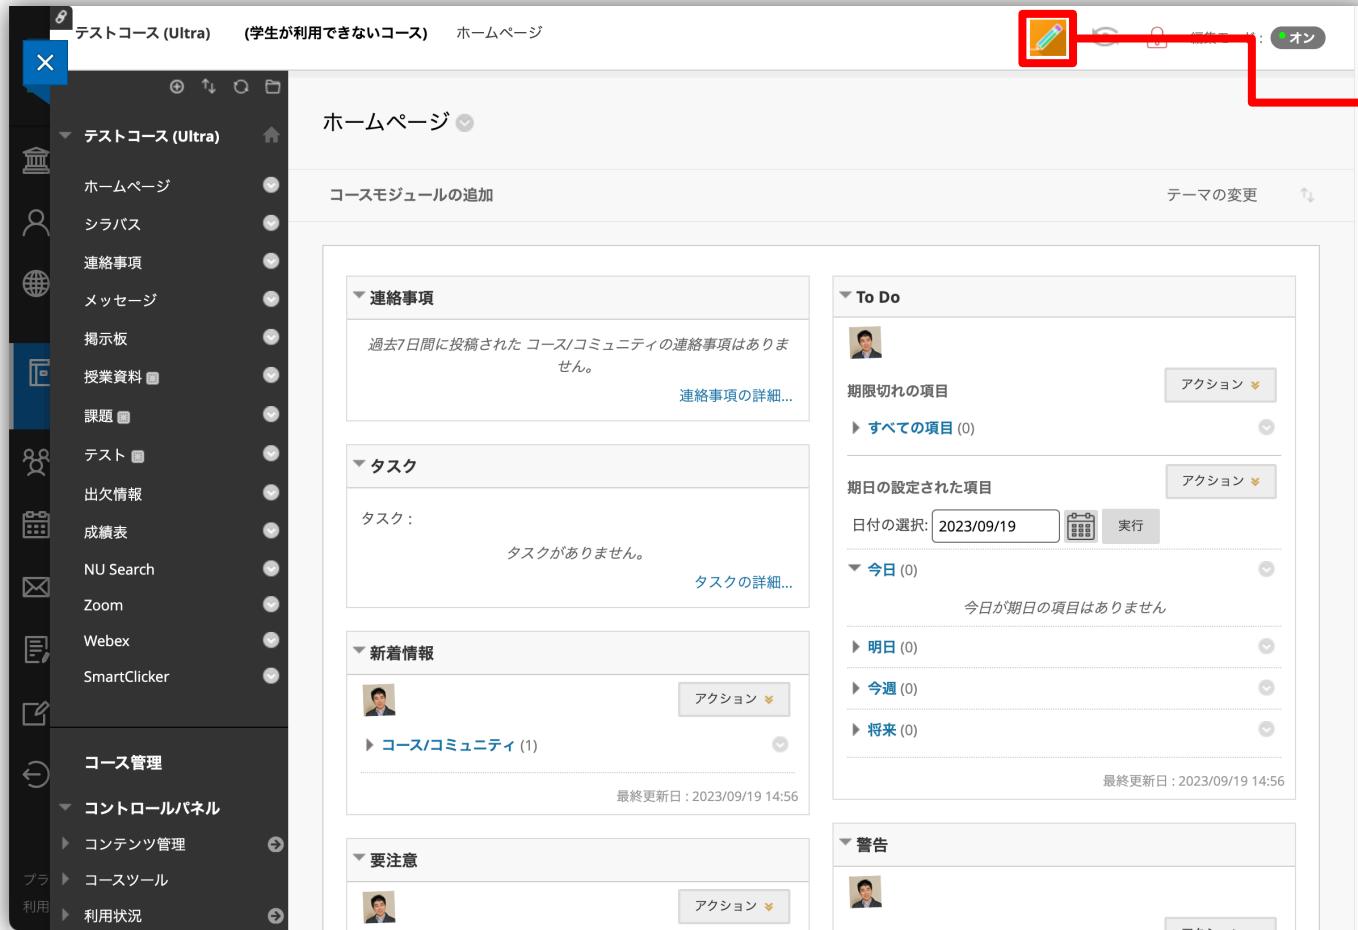 テストコース (Ultra) (学生が利用できないコース) ホームページ
編集モード : オン
テストコース (Ultra)
ホームページ
シラバス
連絡事項
メッセージ
掲示板
授業資料
課題
テスト
出欠情報
成績表
NU Search
Zoom
Webex
SmartClicker
コース管理
コントロールパネル
コンテンツ管理
コースツール
利用状況
プラ
利用
ホームページ
コースモジュールの追加
テーマの変更
連絡事項
過去7日間に投稿された コース/コミュニティの連絡事項はありま
せん。
連絡事項の詳細...
タスク
タスク :
タスクがありません。
タスクの詳細...
新着情報
アクション
コース/コミュニティ (1)
最終更新日 : 2023/09/19 14:56
要注意
アクション
To Do
期限切れの項目
アクション
すべての項目 (0)
期日の設定された項目
アクション
日付の選択: 2023/09/19 実行
今日 (0)
今日が期日の項目はありません
明日 (0)
今週 (0)
将来 (0)
最終更新日 : 2023/09/19 14:56
警告